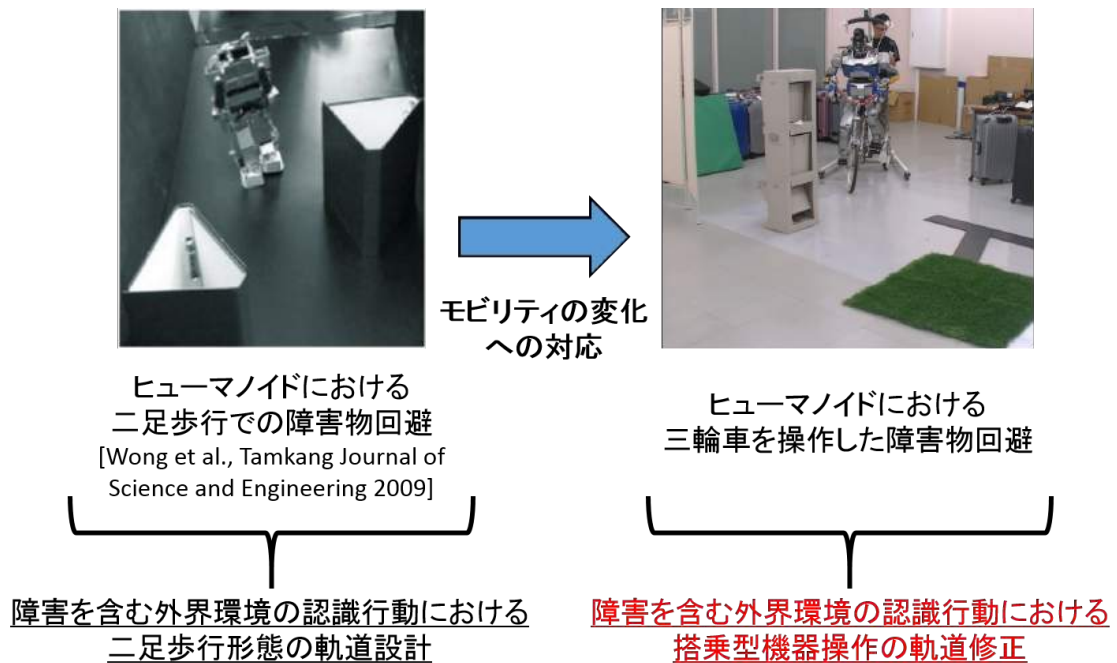 モビリティの変化
への対応
ヒューマノイドにおける
二足歩行での障害物回避
[Wong et al., Tamkang Journal of
Science and Engineering 2009]
ヒューマノイドにおける
三輪車を操作した障害物回避
障害を含む外界環境の認識行動における
二足歩行形態の軌道設計
障害を含む外界環境の認識行動における
搭乗型機器操作の軌道修正